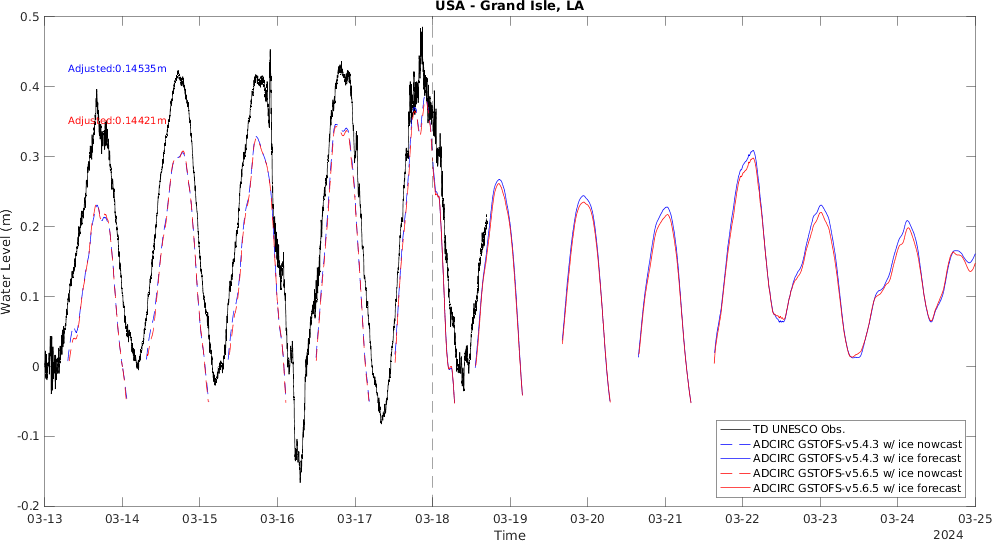 USA - Grand Isle, LA
0.5
0.4
0.3
0.2
0.1
0
-0.1
-0.2
Water Level (m)
Adjusted:0.14535m
Adjusted:0.14421m
TD UNESCO Obs.
ADCIRC GSTOFS-v5.4.3 w/ ice nowcast
ADCIRC GSTOFS-v5.4.3 w/ ice forecast
ADCIRC GSTOFS-v5.6.5 w/ ice nowcast
ADCIRC GSTOFS-v5.6.5 w/ ice forecast
03-13 03-14 03-15 03-16 03-17 03-18 03-19 03-20 03-21 03-22 03-23 03-24 03-25
Time
2024